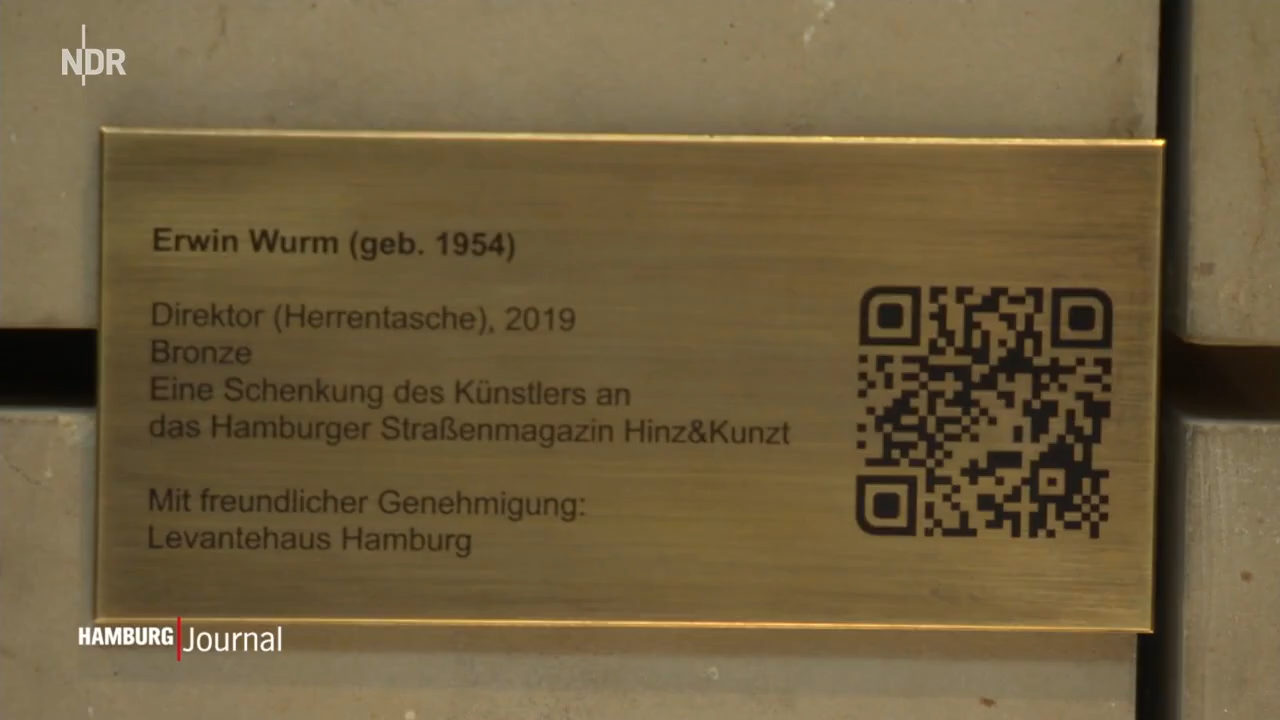 NDR
Erwin Wurm (geb. 1954)
Direktor (Herrentasche), 2019
Bronze
Eine Schenkung des Künstlers an
das Hamburger Straßenmagazin Hinz&Kunzt
Mit freundlicher Genehmigung:
Levantehaus Hamburg
HAMBURG Journal